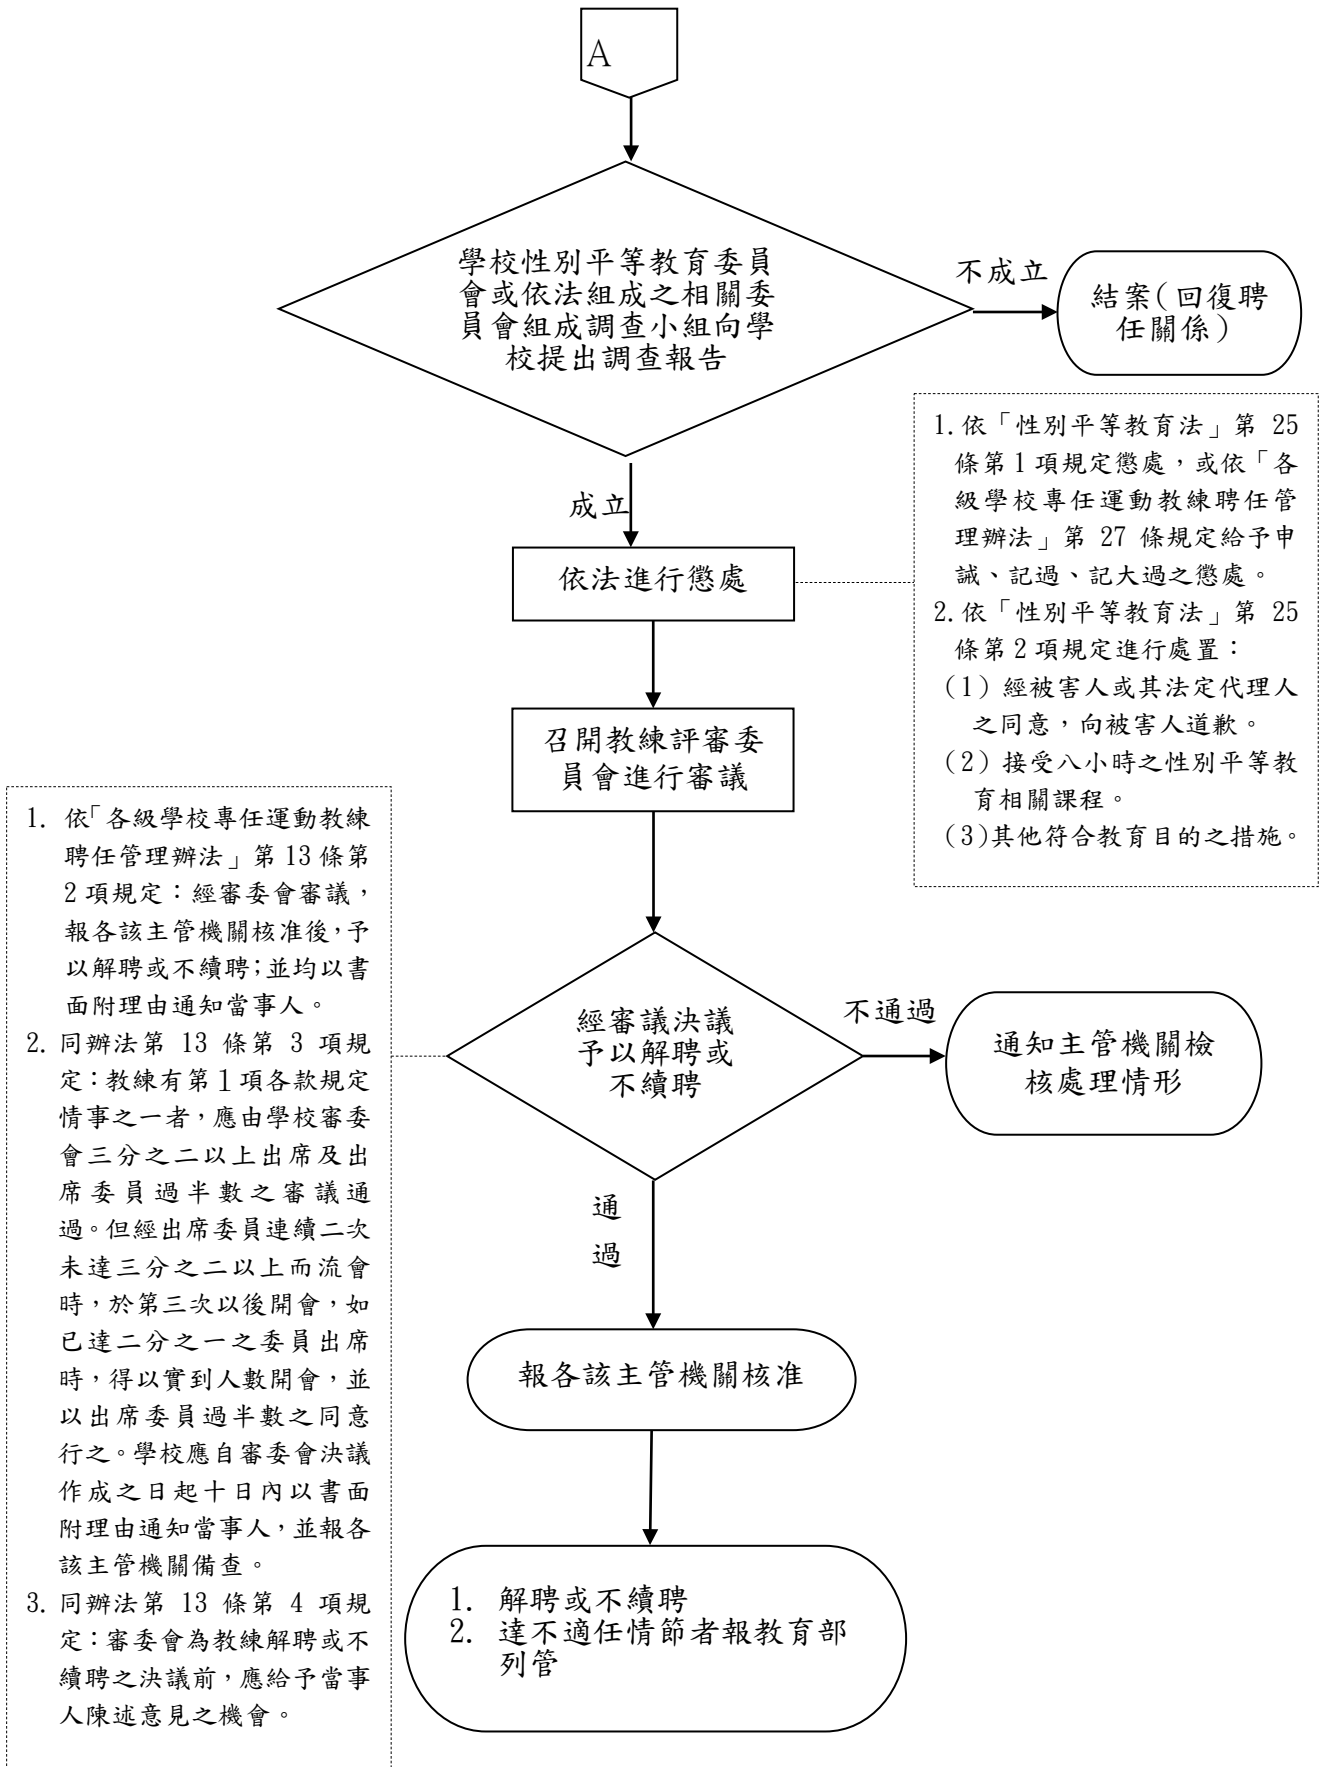 A
學校性別平等教育委員
會或依法組成之相關委
員會組成調查小組向學
校提出調查報告
不成立
結案(回復聘
任關係)
成立
依法進行懲處
1.依「性別平等教育法」第 25
條第1項規定懲處，或依「各
級學校專任運動教練聘任管
理辦法」第 27 條規定給予申
誡、記過、記大過之懲處。
2.依「性別平等教育法」第 25
條第2項規定進行處置：
(1)經被害人或其法定代理人
之同意，向被害人道歉。
(2)接受八小時之性別平等教
育相關課程。
(3)其他符合教育目的之措施。
召開教練評審委
員會進行審議
1. 依「各級學校專任運動教練
聘任管理辦法」第13條第
2項規定：經審委會審議，
報各該主管機關核准後，予
以解聘或不續聘;並均以書
面附理由通知當事人。
2. 同辦法第 13 條第 3 項規
定：教練有第1項各款規定
情事之一者，應由學校審委
會三分之二以上出席及出
席委員過半數之審議通
過。但經出席委員連續二次
未達三分之二以上而流會
時，於第三次以後開會，如
已達二分之一之委員出席
時，得以實到人數開會，並
以出席委員過半數之同意
行之。學校應自審委會決議
作成之日起十日內以書面
附理由通知當事人，並報各
該主管機關備查。
3. 同辦法第 13 條第 4 項規
定：審委會為教練解聘或不
續聘之決議前，應給予當事
人陳述意見之機會。
經審議決議
予以解聘或
不續聘
不通過
通知主管機關檢
核處理情形
通
過
報各該主管機關核准
1. 解聘或不續聘
2. 達不適任情節者報教育部
列管